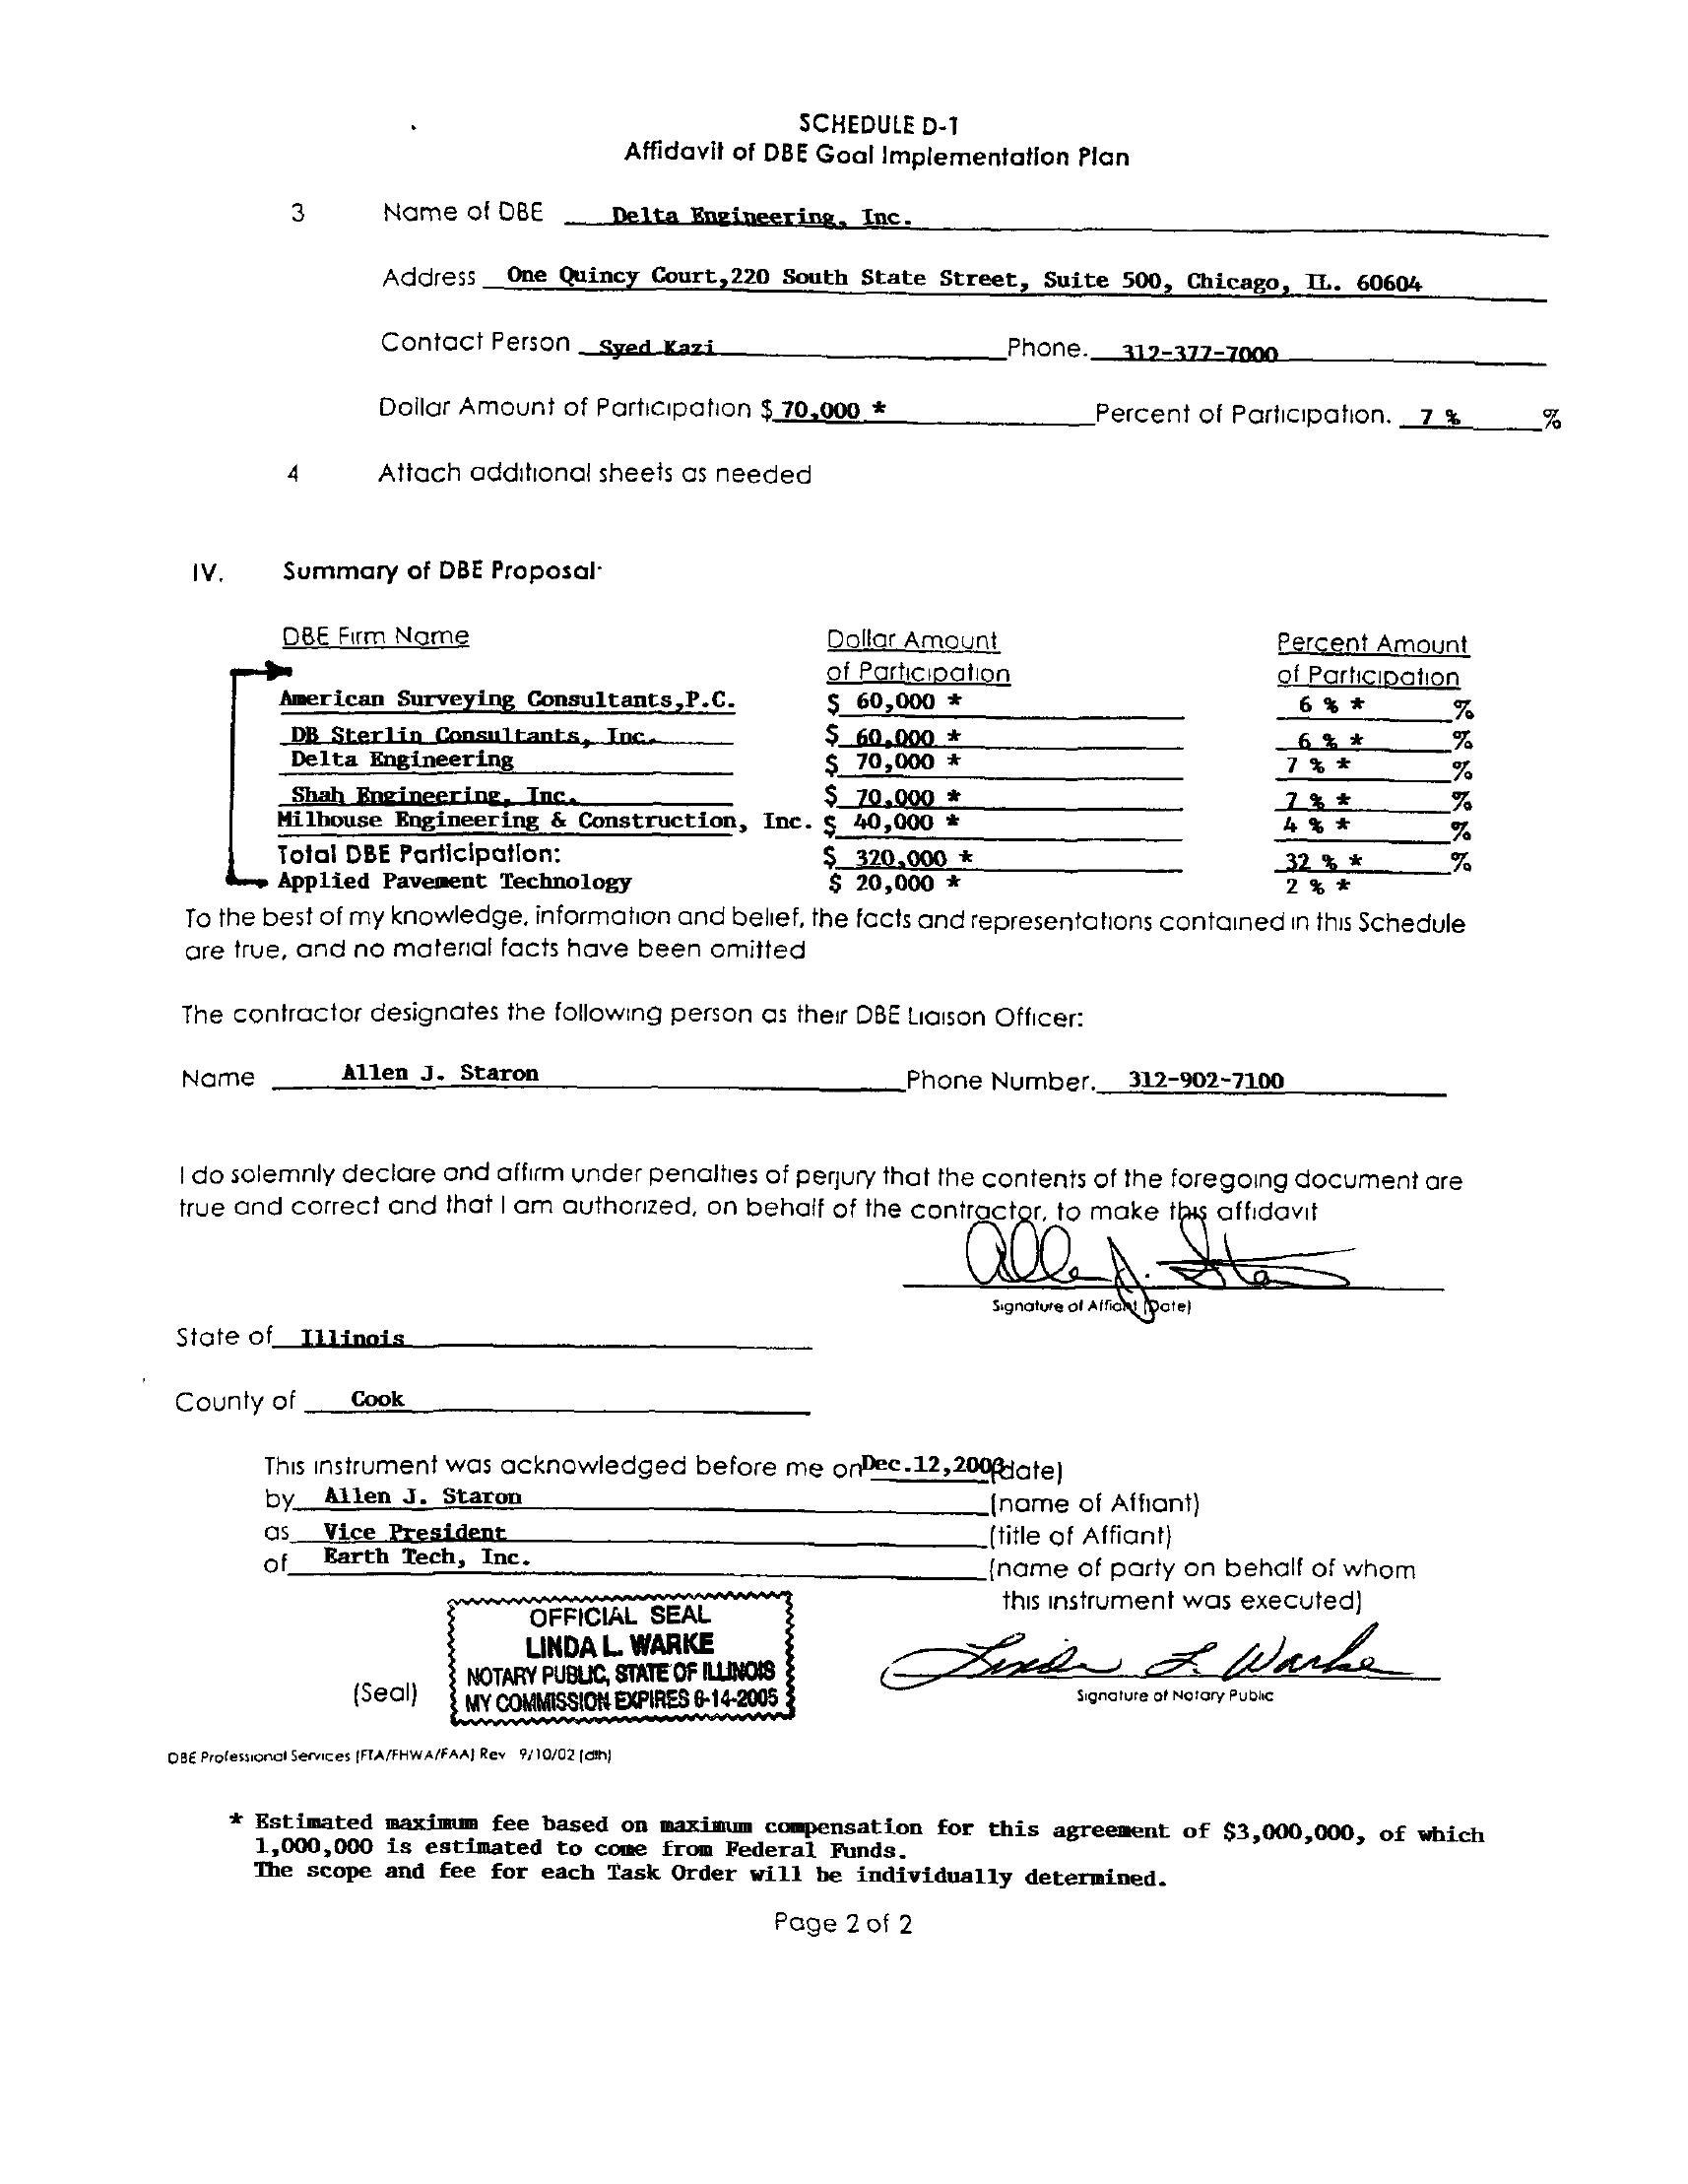 SCHEDULE D-1
Affidavit of DBE Goal Implementation Plan
3 Name of DBE Delta Engineering, Inc.
Address One Quincy Court,220 South State Street, Suite 500, Chicago, IL. 60604
Contact Person Syed Kazi Phone. 312-377-7000
Dollar Amount of Participation $ 70,000 * Percent of Participation. 7 % %
4 Attach additional sheets as needed
IV. Summary of DBE Proposal·
DBE Firm Name Dollar Amount of Participation Percent Amount of Participation
American Surveying Consultants,P.C. $ 60,000 * 6 % * %
DB Sterlin Consultants, Inc. $ 60,000 * 6 % * %
Delta Engineering $ 70,000 * 7 % * %
Shah Engineering, Inc. $ 70,000 * 7 % * %
Milhouse Engineering & Construction, Inc. $ 40,000 * 4 % * %
Total DBE Participation: $ 320,000 * 32 % * %
Applied Pavement Technology $ 20,000 * 2 % *
To the best of my knowledge, information and belief, the facts and representations contained in this Schedule
are true, and no material facts have been omitted
The contractor designates the following person as their DBE Liaison Officer:
Name Allen J. Staron Phone Number. 312-902-7100
I do solemnly declare and affirm under penalties of perjury that the contents of the foregoing document are
true and correct and that I am authorized, on behalf of the contractor, to make this affidavit
Allen J. Staron
Signature of Affiant (Date)
State of Illinois
County of Cook
This instrument was acknowledged before me on Dec.12, (date)
by Allen J. Staron (name of Affiant)
as Vice President (title of Affiant)
of Earth Tech, Inc. (name of party on behalf of whom
this instrument was executed)
OFFICIAL SEAL
LINDA L. WARKE
NOTARY PUBLIC, STATE OF ILLINOIS
MY COMMISSION EXPIRES 6-14-2005
(Seal)
Linda L. Warke
Signature of Notary Public
DBE Professional Services (FTA/FHWA/FAA) Rev 9/10/02 (dlh)
* Estimated maximum fee based on maximum compensation for this agreement of $3,000,000, of which
1,000,000 is estimated to come from Federal Funds.
The scope and fee for each Task Order will be individually determined.
Page 2 of 2